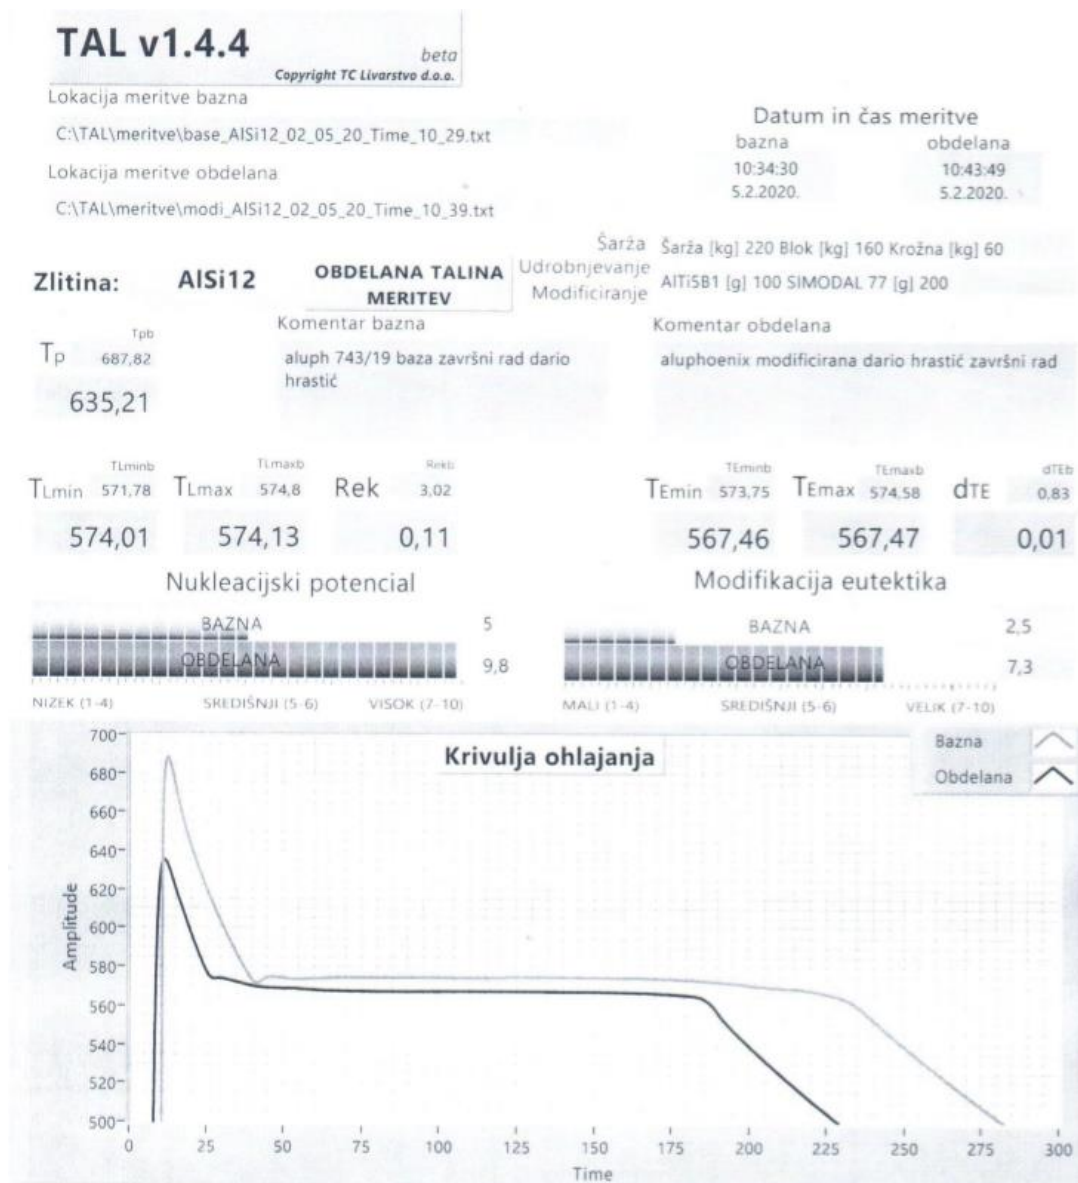 TAL v1.4.4
beta
Copyright TC Livarstvo d.o.o.
Lokacija meritve bazna
C:\TAL\meritve\base_AlSi12_02_05_20_Time_10_29.txt
Lokacija meritve obdelana
C:\TAL\meritve\modi_AlSi12_02_05_20_Time_10_39.txt
Datum in čas meritve
bazna obdelana
10:34:30 10:43:49
5.2.2020. 5.2.2020.
Zlitina: AlSi12
OBDELANA TALINA
MERITEV
Šarža Šarža [kg] 220 Blok [kg] 160 Krožna [kg] 60
Udrobnjevanje
Modificiranje
AlTi5B1 [g] 100 SIMODAL 77 [g] 200
Tpb
Tp 687,82
635,21
Komentar bazna
aluph 743/19 baza završni rad dario
hrastić
Komentar obdelana
aluphoenix modificirana dario hrastić završni rad
TLminb TLmaxb Rekb TEminb TEmaxb dTEb
TLmin 571,78 TLmax 574,8 Rek 3,02 TEmin 573,75 TEmax 574,58 dTE 0,83
574,01 574,13 0,11 567,46 567,47 0,01
Nukleacijski potencial
BAZNA 5
OBDELANA 9,8
NIZEK (1-4) SREDIŠNJI (5-6) VISOK (7-10)
Modifikacija eutektika
BAZNA 2,5
OBDELANA 7,3
MALI (1-4) SREDIŠNJI (5-6) VELIK (7-10)
Krivulja ohlajanja
Bazna
Obdelana
Amplitude
700
680
660
640
620
600
580
560
540
520
500
0 25 50 75 100 125 150 175 200 225 250 275 300
Time